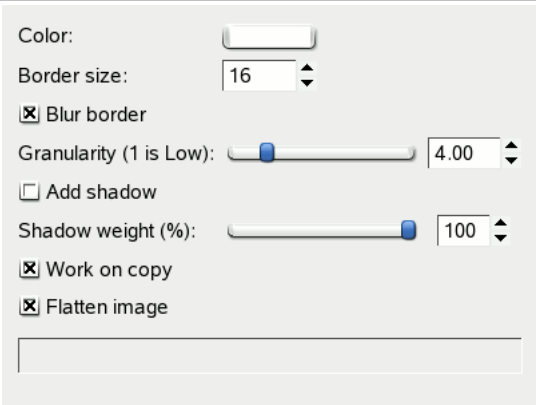 Color:
Border size: 16
Blur border
Granularity (1 is Low): 4.00
Add shadow
Shadow weight (%): 100
Work on copy
Flatten image